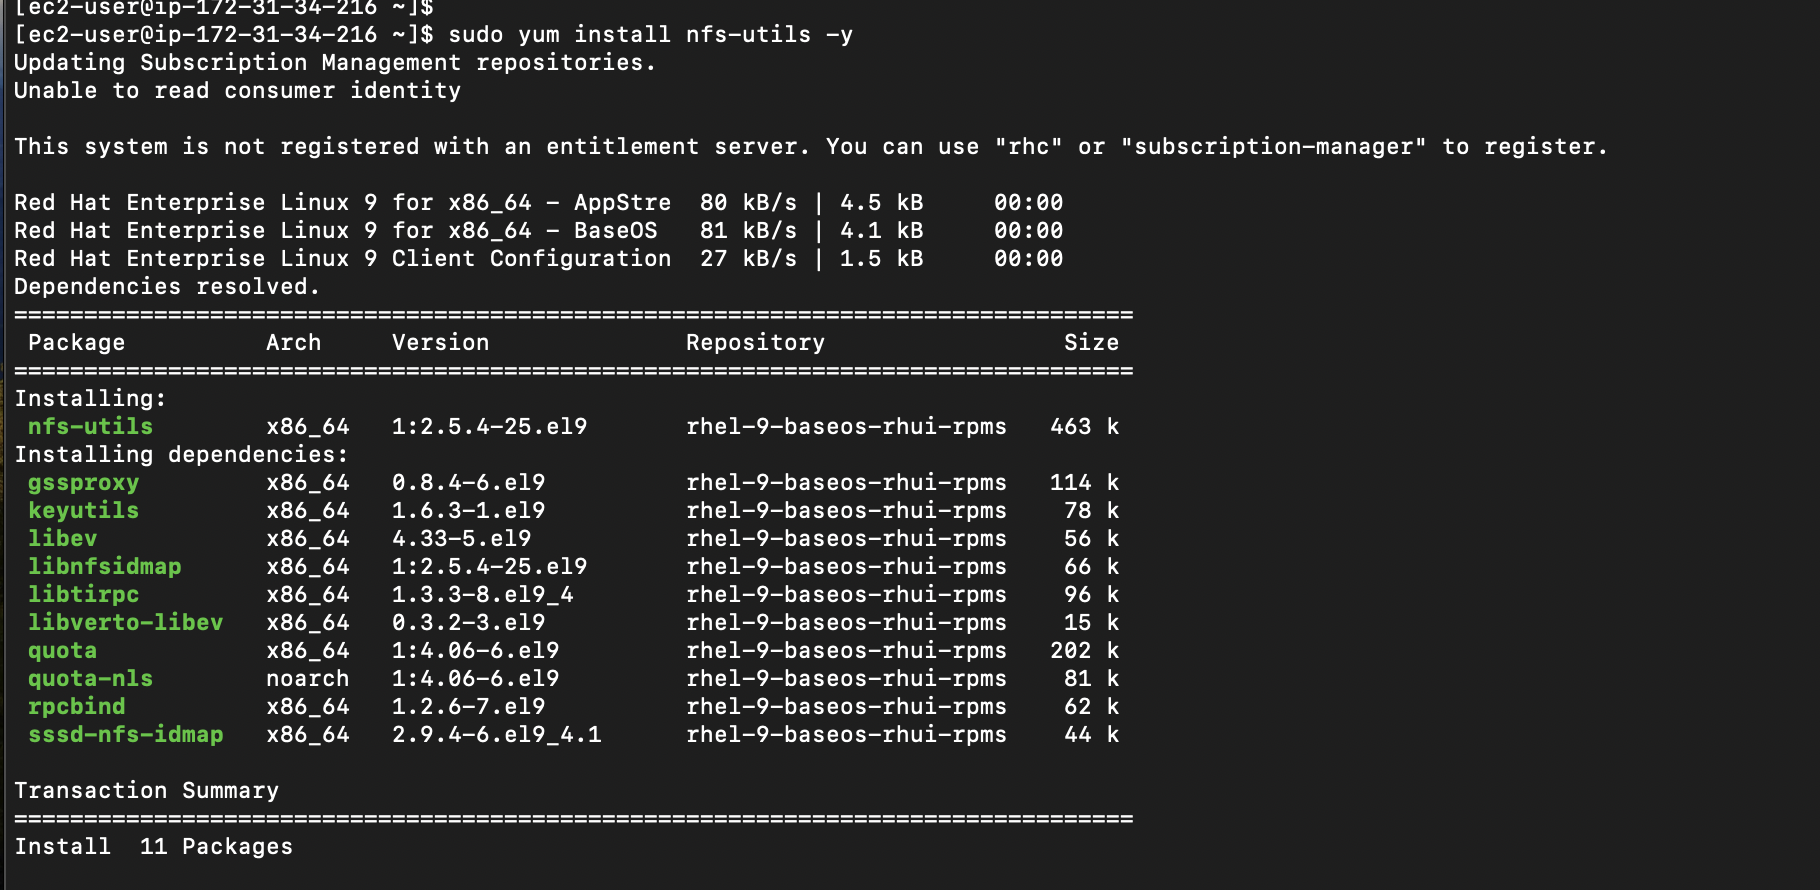 [ec2-user@ip-172-31-34-216 ~]$
[ec2-user@ip-172-31-34-216 ~]$ sudo yum install nfs-utils -y
Updating Subscription Management repositories.
Unable to read consumer identity

This system is not registered with an entitlement server. You can use "rhc" or "subscription-manager" to register.

Red Hat Enterprise Linux 9 for x86_64 - AppStre  80 kB/s | 4.5 kB     00:00
Red Hat Enterprise Linux 9 for x86_64 - BaseOS   81 kB/s | 4.1 kB     00:00
Red Hat Enterprise Linux 9 Client Configuration  27 kB/s | 1.5 kB     00:00
Dependencies resolved.
================================================================================
 Package          Arch     Version              Repository                 Size
================================================================================
Installing:
 nfs-utils        x86_64   1:2.5.4-25.el9       rhel-9-baseos-rhui-rpms   463 k
Installing dependencies:
 gssproxy         x86_64   0.8.4-6.el9          rhel-9-baseos-rhui-rpms   114 k
 keyutils         x86_64   1.6.3-1.el9          rhel-9-baseos-rhui-rpms    78 k
 libev            x86_64   4.33-5.el9           rhel-9-baseos-rhui-rpms    56 k
 libnfsidmap      x86_64   1:2.5.4-25.el9       rhel-9-baseos-rhui-rpms    66 k
 libtirpc         x86_64   1.3.3-8.el9_4        rhel-9-baseos-rhui-rpms    96 k
 libverto-libev   x86_64   0.3.2-3.el9          rhel-9-baseos-rhui-rpms    15 k
 quota            x86_64   1:4.06-6.el9         rhel-9-baseos-rhui-rpms   202 k
 quota-nls        noarch   1:4.06-6.el9         rhel-9-baseos-rhui-rpms    81 k
 rpcbind          x86_64   1.2.6-7.el9          rhel-9-baseos-rhui-rpms    62 k
 sssd-nfs-idmap   x86_64   2.9.4-6.el9_4.1      rhel-9-baseos-rhui-rpms    44 k

Transaction Summary
================================================================================
Install  11 Packages